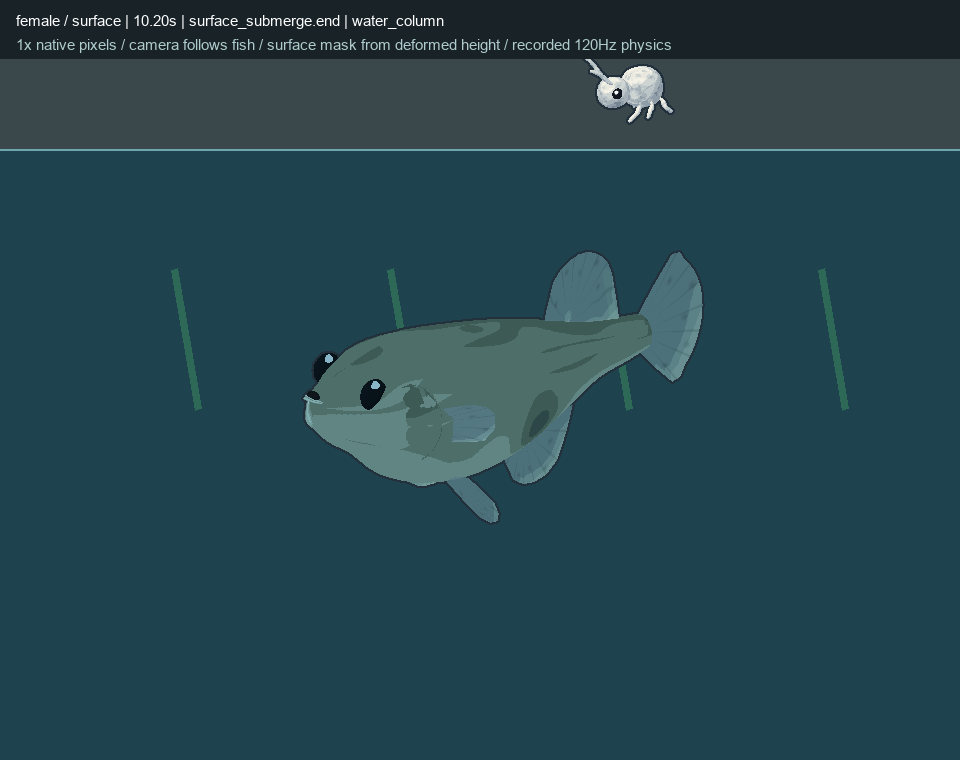 female / surface | 10.20s | surface_submerge.end | water_column
1x native pixels / camera follows fish / surface mask from deformed height / recorded 120Hz physics